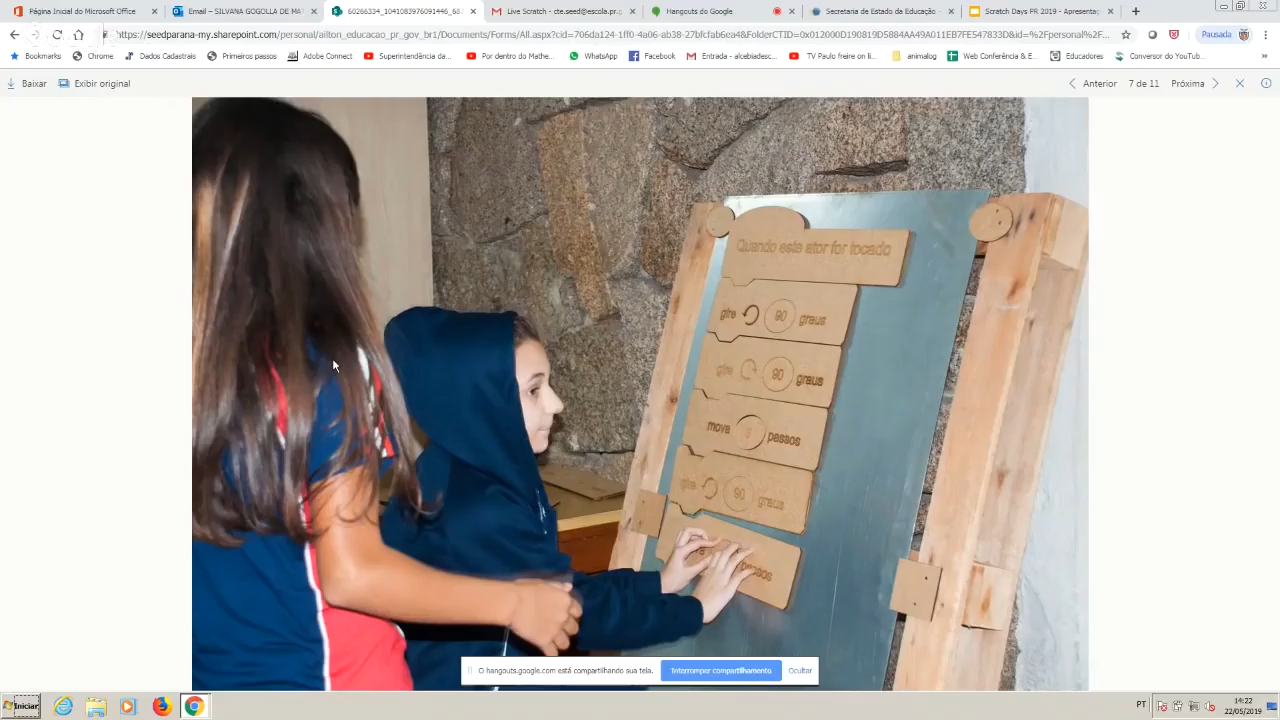 Página Inicial do Microsoft O
Email – SILVANA GOGOLLA DE MA
60266334_1041083976091446_68
Live Scratch - cte.seed@escola.pr.g
Hangouts do Google
Secretaria de Estado da Educação
Scratch Days PR 2019 - Apresenta
https://seedparana-my.sharepoint.com/personal/ailton_educacao_pr_gov_br1/Documents/Forms/All.aspx?cid=706da124-1ff0-4a06-ab38-27bfcfab6ea48&FolderCTID=0x012000D190819D5884AA49A011EB7FE547833D&id=%2Fpersonal%2F...
Pausada
Bookmarks
Chrome
Dados Cadastrais
Primeiros passos
Adobe Connect
Superintendência da...
Por dentro do Mathe...
WhatsApp
Facebook
Entrada - alcebiadesc...
TV Paulo freire on li...
animalog
Web Conferência & E...
Educadores
Conversor do YouTub...
»
Baixar
Exibir original
Anterior
7 de 11
Próxima
Quando este ator for tocado
gire 90 graus
gire 90 graus
mova passos
gire 90 graus
passos
O hangouts.google.com está compartilhando sua tela.
Interromper compartilhamento
Ocultar
Iniciar
PT
14:22
22/05/2019